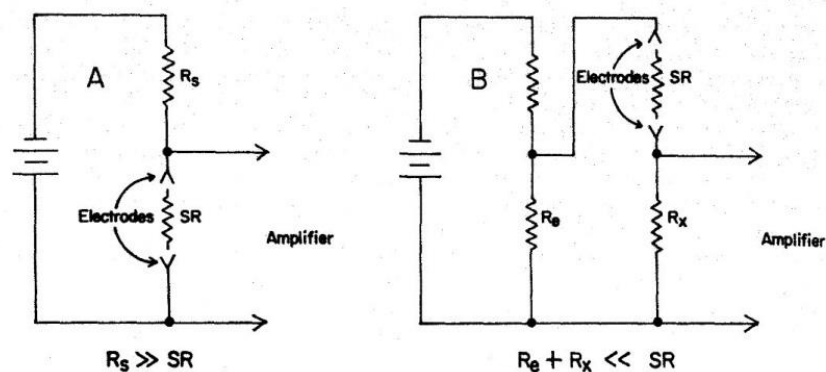 A
Rs
Electrodes
SR
Amplifier
Rs >> SR
B
Electrodes
SR
Re
Rx
Amplifier
Re + Rx << SR